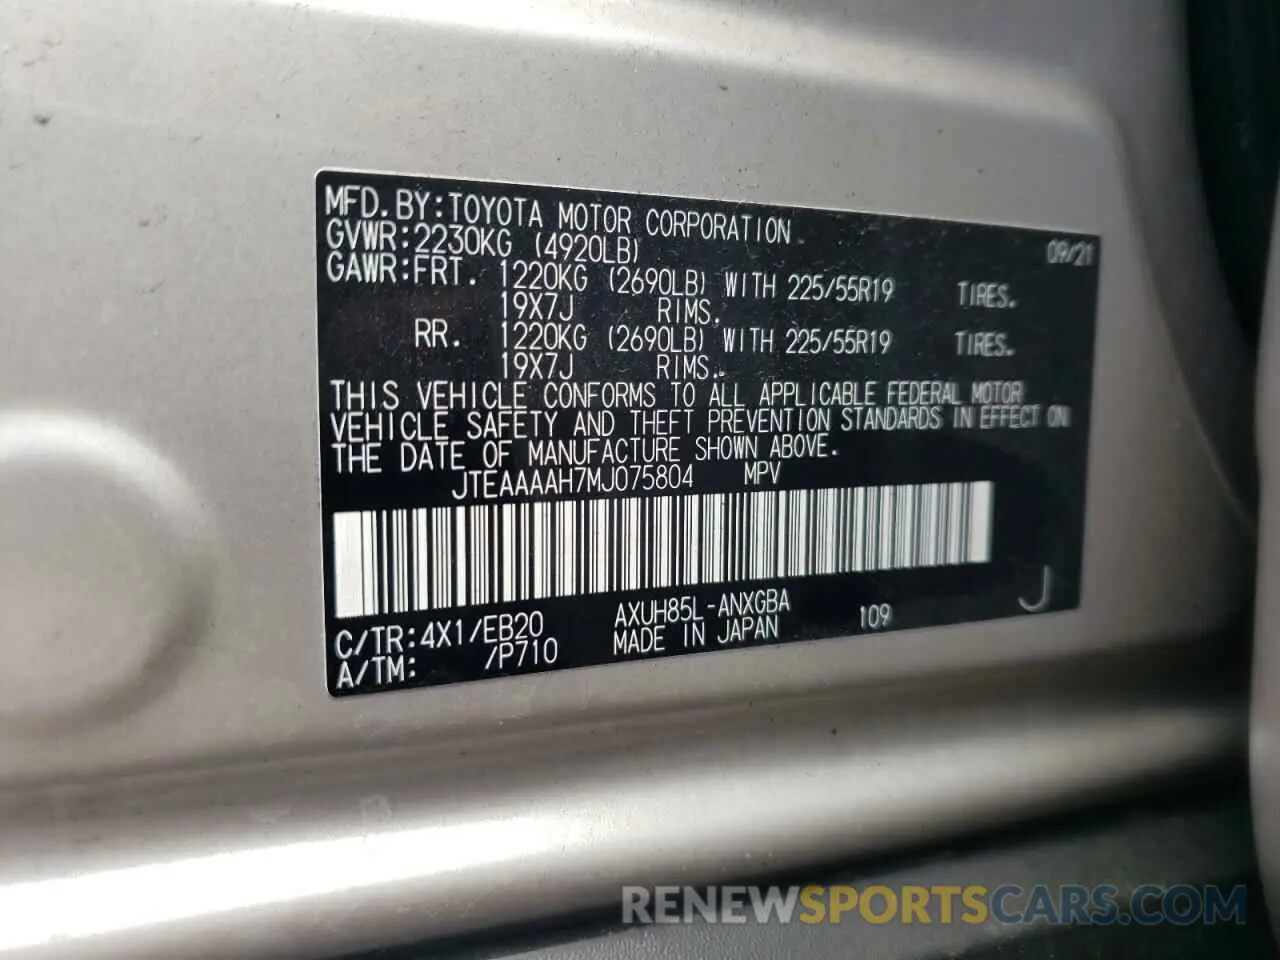 MFD. BY:TOYOTA MOTOR CORPORATION 09/21
GVWR:2230KG (4920LB)
GAWR:FRT. 1220KG (2690LB) WITH 225/55R19 TIRES.
19X7J RIMS.
RR. 1220KG (2690LB) WITH 225/55R19 TIRES.
19X7J RIMS.
THIS VEHICLE CONFORMS TO ALL APPLICABLE FEDERAL MOTOR
VEHICLE SAFETY AND THEFT PREVENTION STANDARDS IN EFFECT ON
THE DATE OF MANUFACTURE SHOWN ABOVE.
JTEAAAAH7MJ075804 MPV
C/TR:4X1/EB20 AXUH85L-ANXGBA 109 J
A/TM: /P710 MADE IN JAPAN
RENEWSPORTSCARS.COM